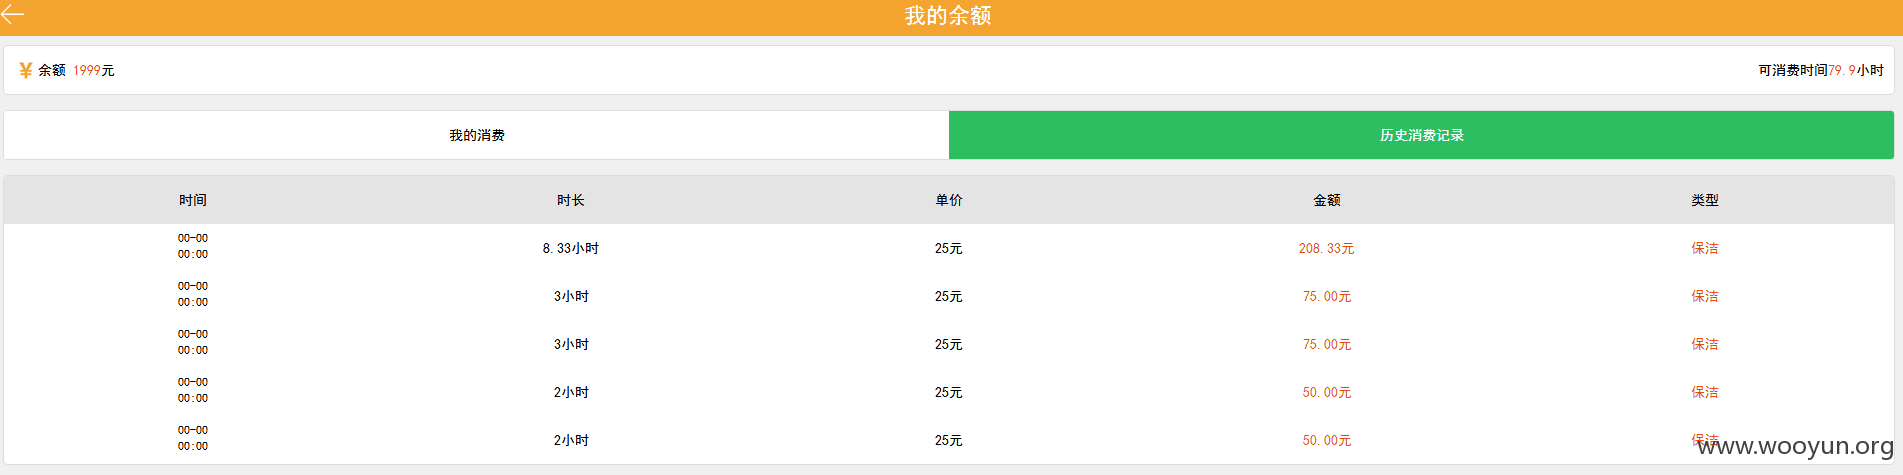 我的余额
¥ 余额 1999元 可消费时间79.9小时
我的消费 历史消费记录
时间 时长 单价 金额 类型
00-00
00:00
8.33小时 25元 208.33元 保洁
00-00
00:00
3小时 25元 75.00元 保洁
00-00
00:00
3小时 25元 75.00元 保洁
00-00
00:00
2小时 25元 50.00元 保洁
00-00
00:00
2小时 25元 50.00元 保洁
www.wooyun.org